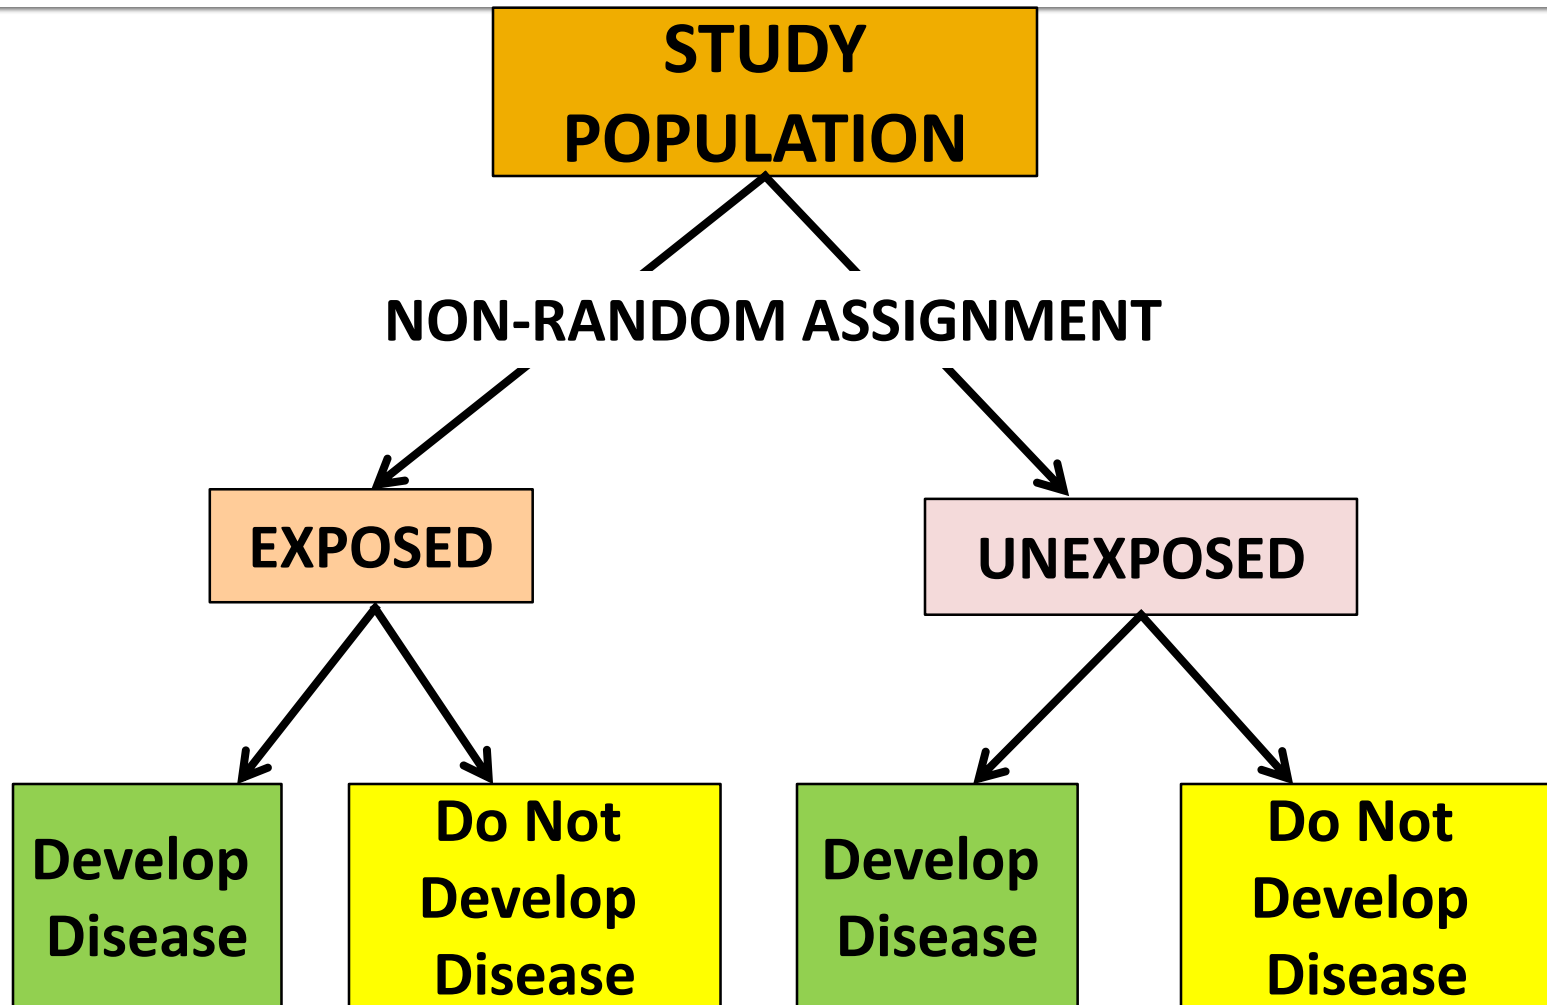 STUDY
POPULATION
NON-RANDOM ASSIGNMENT
EXPOSED
UNEXPOSED
Develop
Disease
Do Not
Develop
Disease
Develop
Disease
Do Not
Develop
Disease